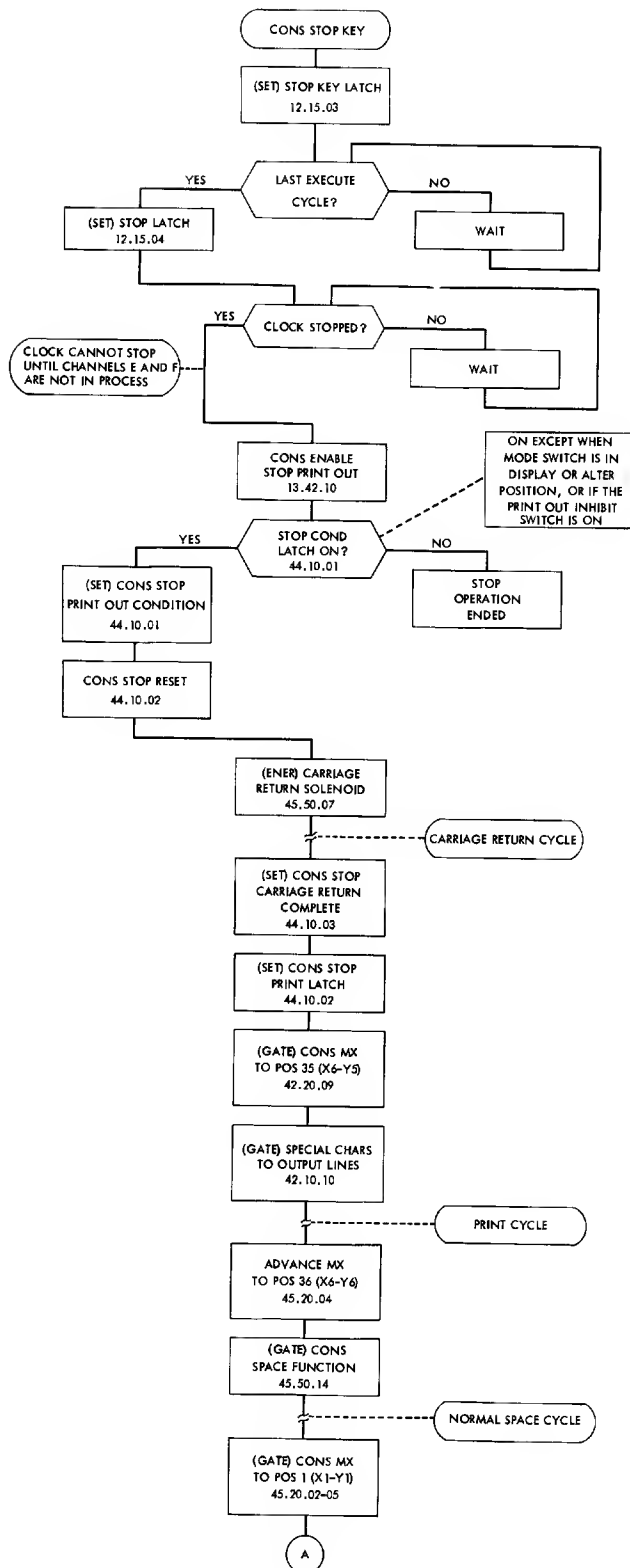 CONS STOP KEY
(SET) STOP KEY LATCH
12.15.03
LAST EXECUTE
CYCLE?
YES
NO
(SET) STOP LATCH
12.15.04
WAIT
CLOCK STOPPED?
YES
NO
CLOCK CANNOT STOP
UNTIL CHANNELS E AND F
ARE NOT IN PROCESS
WAIT
CONS ENABLE
STOP PRINT OUT
13.42.10
ON EXCEPT WHEN
MODE SWITCH IS IN
DISPLAY OR ALTER
POSITION, OR IF THE
PRINT OUT INHIBIT
SWITCH IS ON
STOP COND
LATCH ON?
44.10.01
YES
NO
(SET) CONS STOP
PRINT OUT CONDITION
44.10.01
STOP
OPERATION
ENDED
CONS STOP RESET
44.10.02
(ENER) CARRIAGE
RETURN SOLENOID
45.50.07
CARRIAGE RETURN CYCLE
(SET) CONS STOP
CARRIAGE RETURN
COMPLETE
44.10.03
(SET) CONS STOP
PRINT LATCH
44.10.02
(GATE) CONS MX
TO POS 35 (X6-Y5)
42.20.09
(GATE) SPECIAL CHARS
TO OUTPUT LINES
42.10.10
PRINT CYCLE
ADVANCE MX
TO POS 36 (X6-Y6)
45.20.04
(GATE) CONS
SPACE FUNCTION
45.50.14
NORMAL SPACE CYCLE
(GATE) CONS MX
TO POS 1 (X1-Y1)
45.20.02-05
A